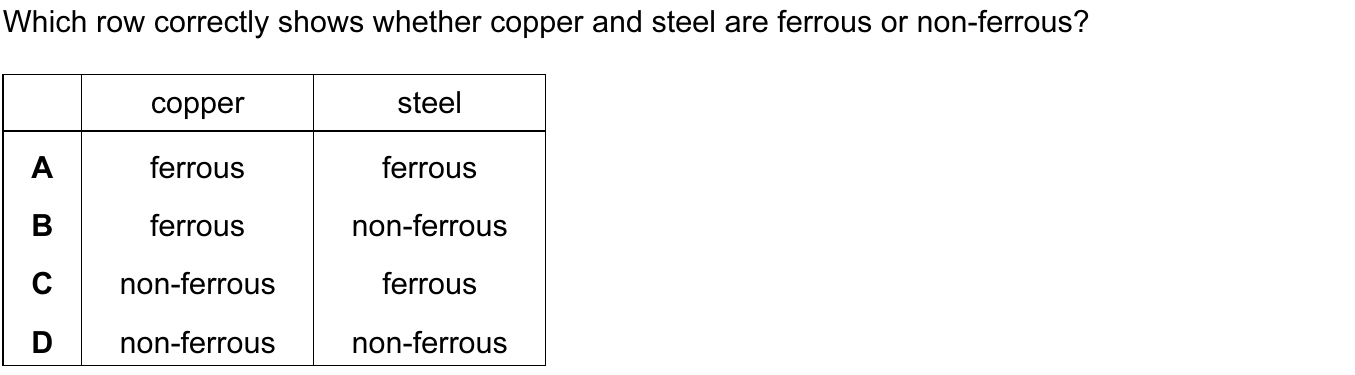 Which row correctly shows whether copper and steel are ferrous or non-ferrous?
copper steel
A ferrous ferrous
B ferrous non-ferrous
C non-ferrous ferrous
D non-ferrous non-ferrous